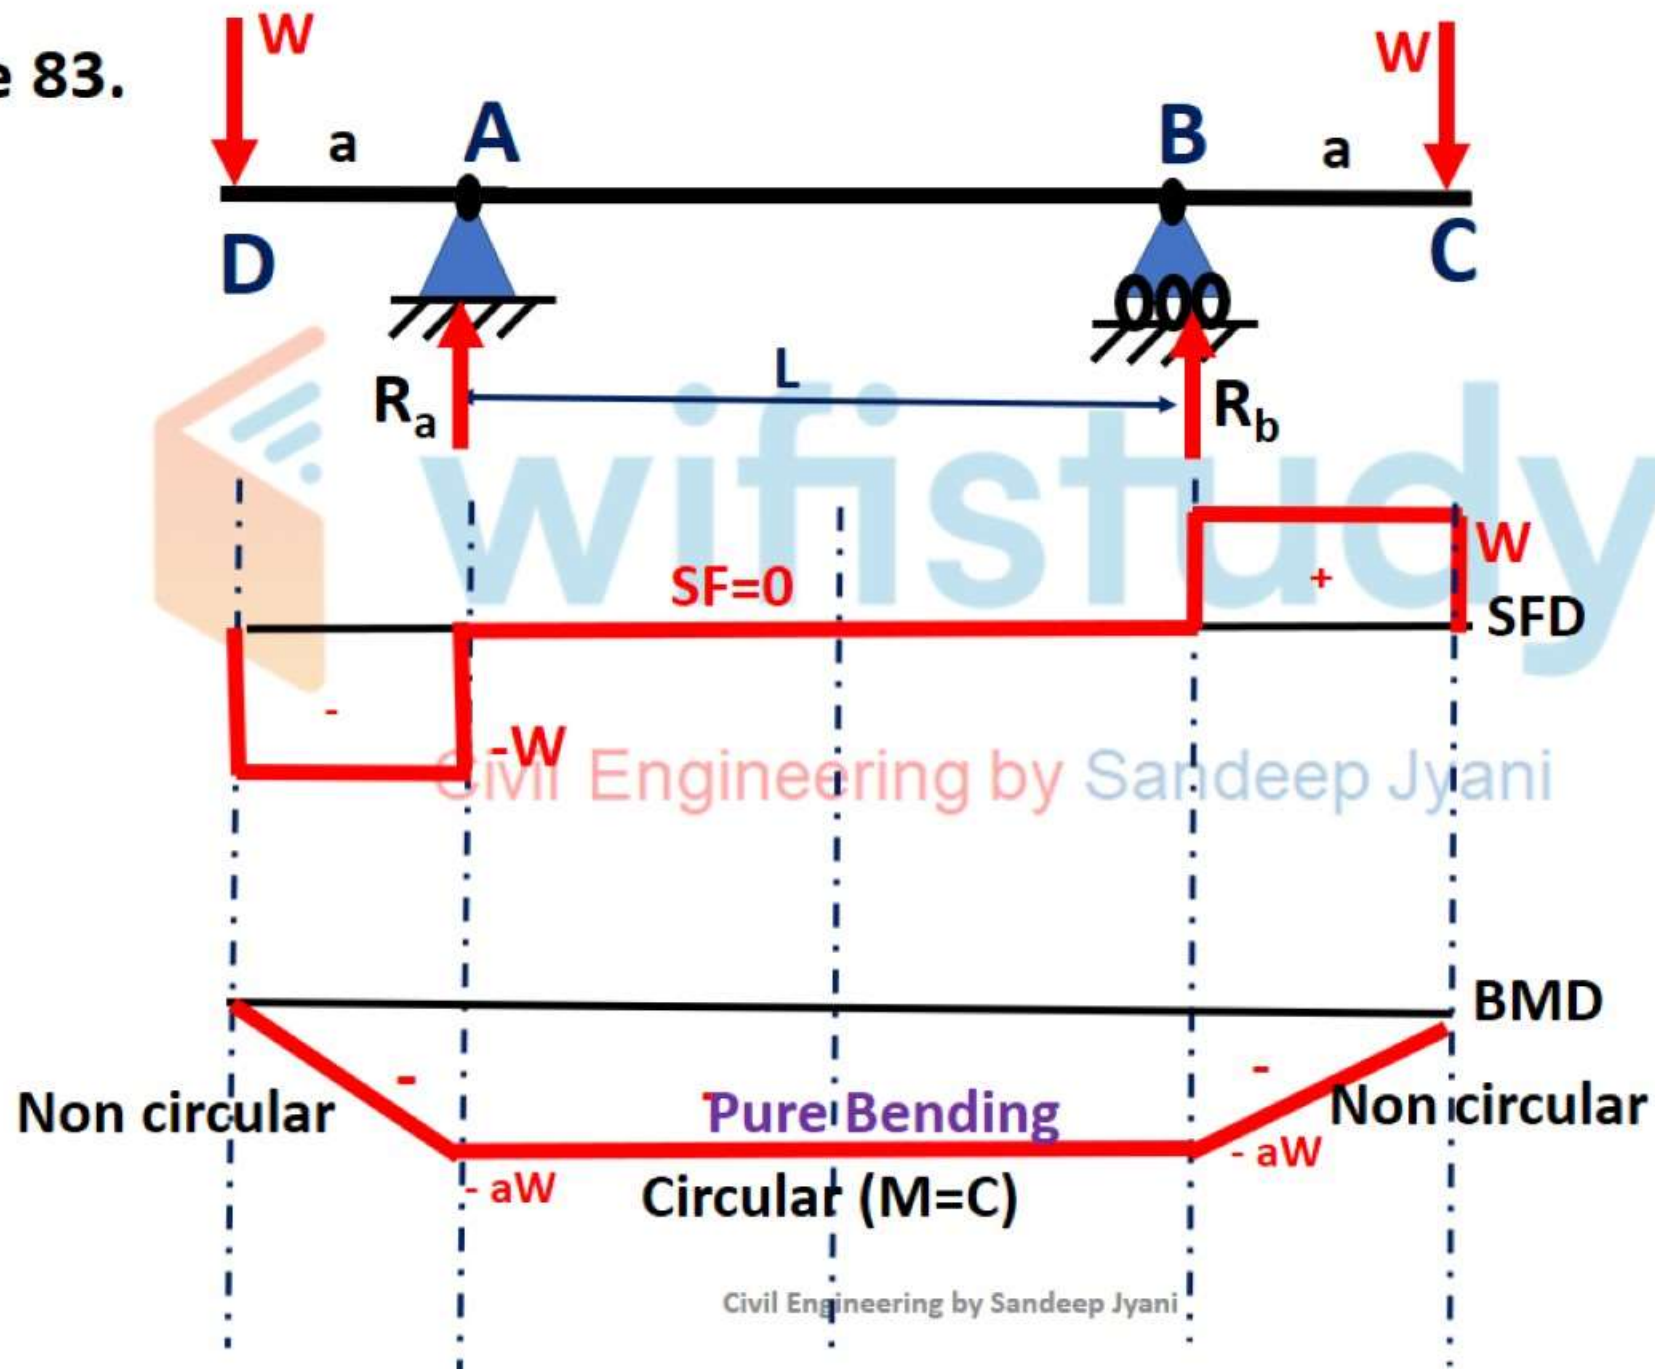 W
W
e 83.
a
A
B
a
D
C
L
Ra
Rb
wifistudy
W
SF=0
+
SFD
-
-W
Civil Engineering by Sandeep Jyani
BMD
-
-
Non circular
-
Pure Bending
Non circular
- aW
- aW
Circular (M=C)
Civil Engineering by Sandeep Jyani